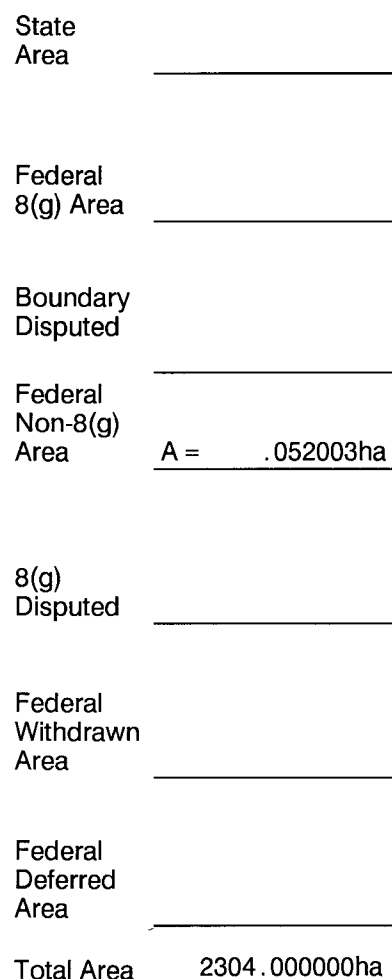 State
Area
Federal
8(g) Area
Boundary
Disputed
Federal
Non-8(g)
Area A = .052003ha
8(g)
Disputed
Federal
Withdrawn
Area
Federal
Deferred
Area
Total Area 2304.000000ha